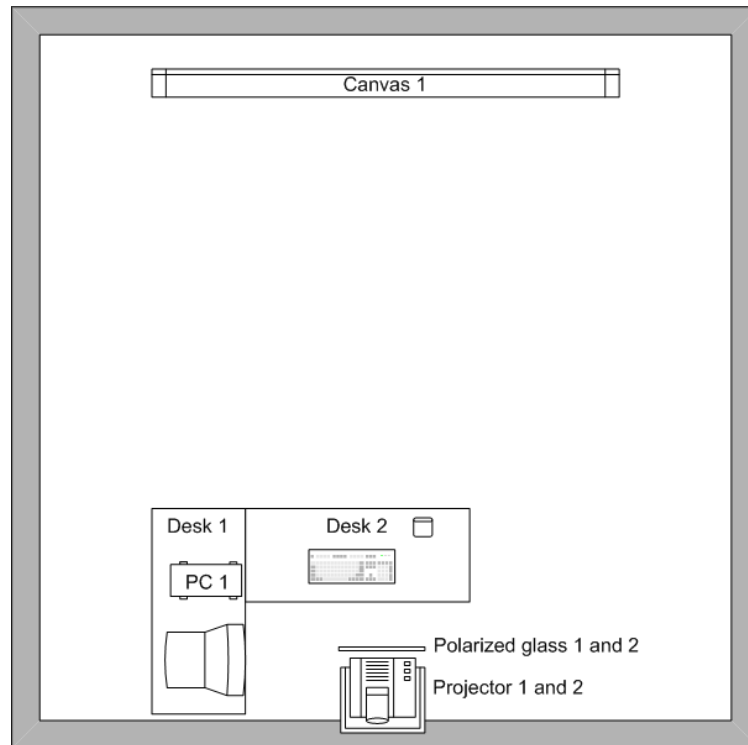 Canvas 1
Desk 1
Desk 2
PC 1
Polarized glass 1 and 2
Projector 1 and 2